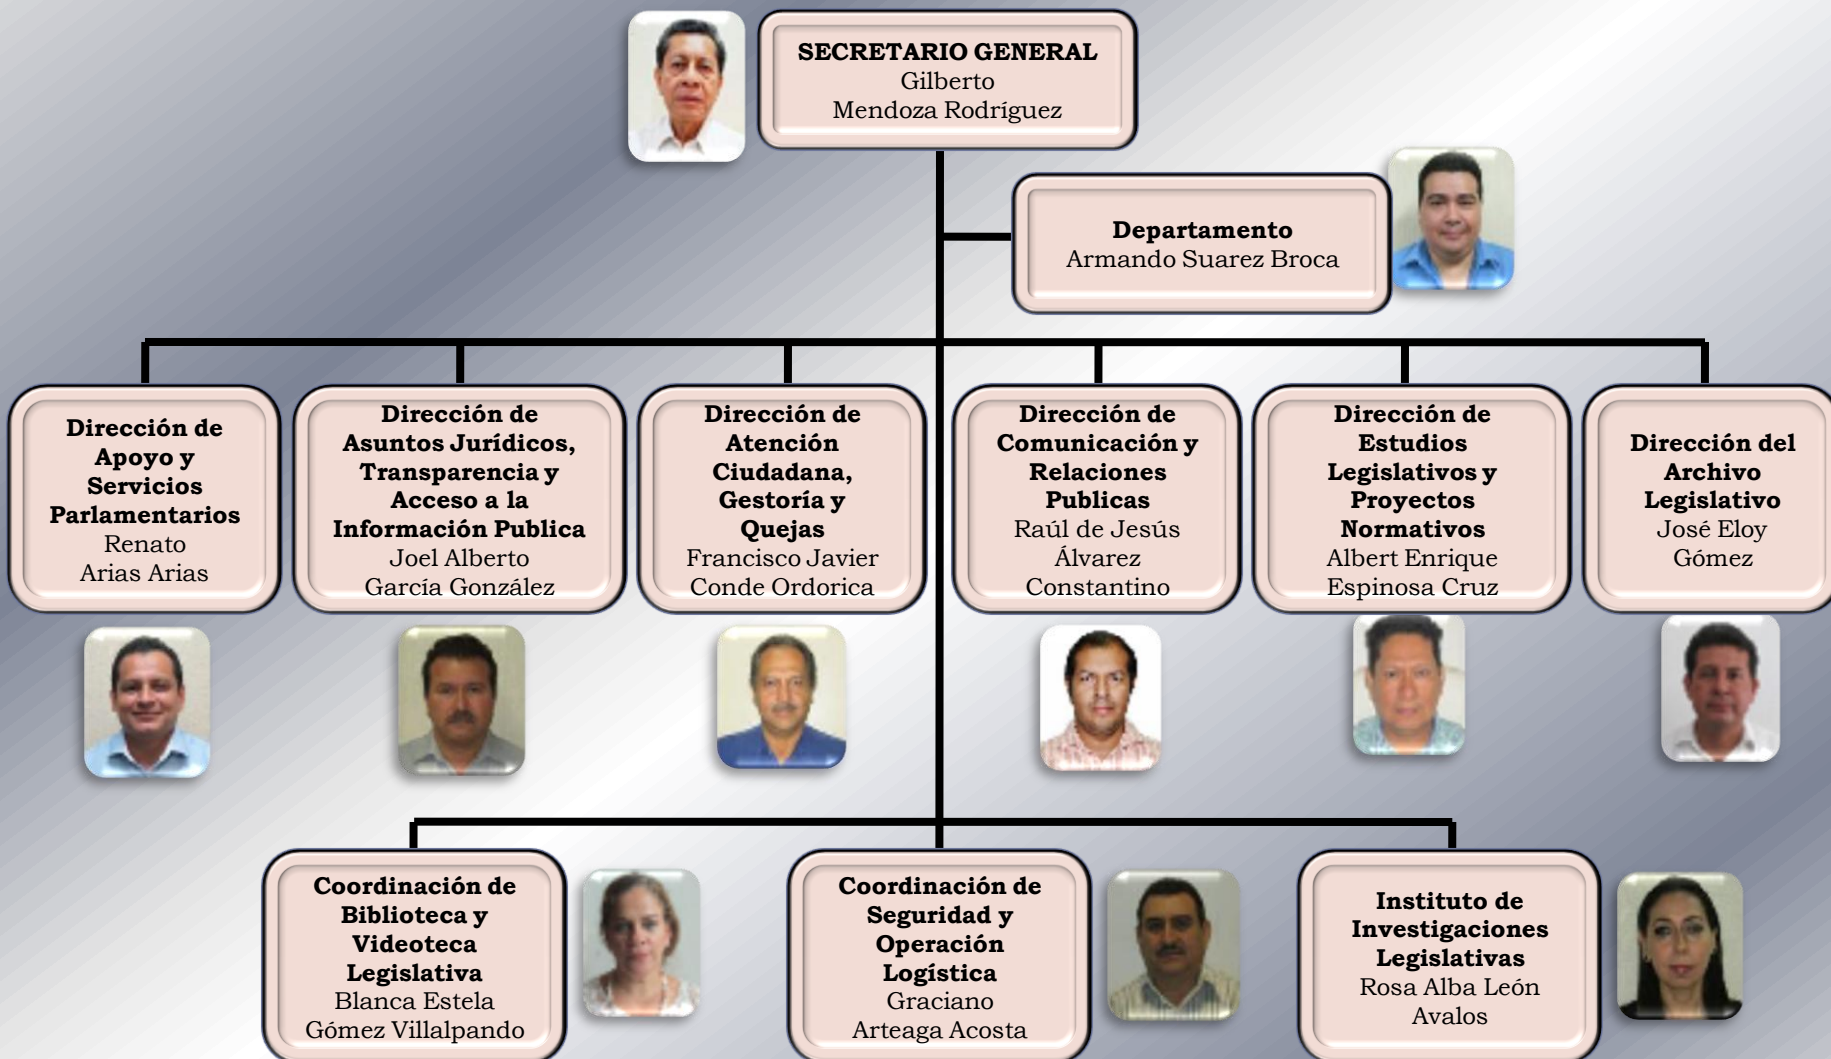 SECRETARIO GENERAL
Gilberto
Mendoza Rodríguez
Departamento
Armando Suarez Broca
Dirección de
Apoyo y
Servicios
Parlamentarios
Renato
Arias Arias
Dirección de
Asuntos Jurídicos,
Transparencia y
Acceso a la
Información Publica
Joel Alberto
García González
Dirección de
Atención
Ciudadana,
Gestoría y
Quejas
Francisco Javier
Conde Ordorica
Dirección de
Comunicación y
Relaciones
Publicas
Raúl de Jesús
Álvarez
Constantino
Dirección de
Estudios
Legislativos y
Proyectos
Normativos
Albert Enrique
Espinosa Cruz
Dirección del
Archivo
Legislativo
José Eloy
Gómez
Coordinación de
Biblioteca y
Videoteca
Legislativa
Blanca Estela
Gómez Villalpando
Coordinación de
Seguridad y
Operación
Logística
Graciano
Arteaga Acosta
Instituto de
Investigaciones
Legislativas
Rosa Alba León
Avalos